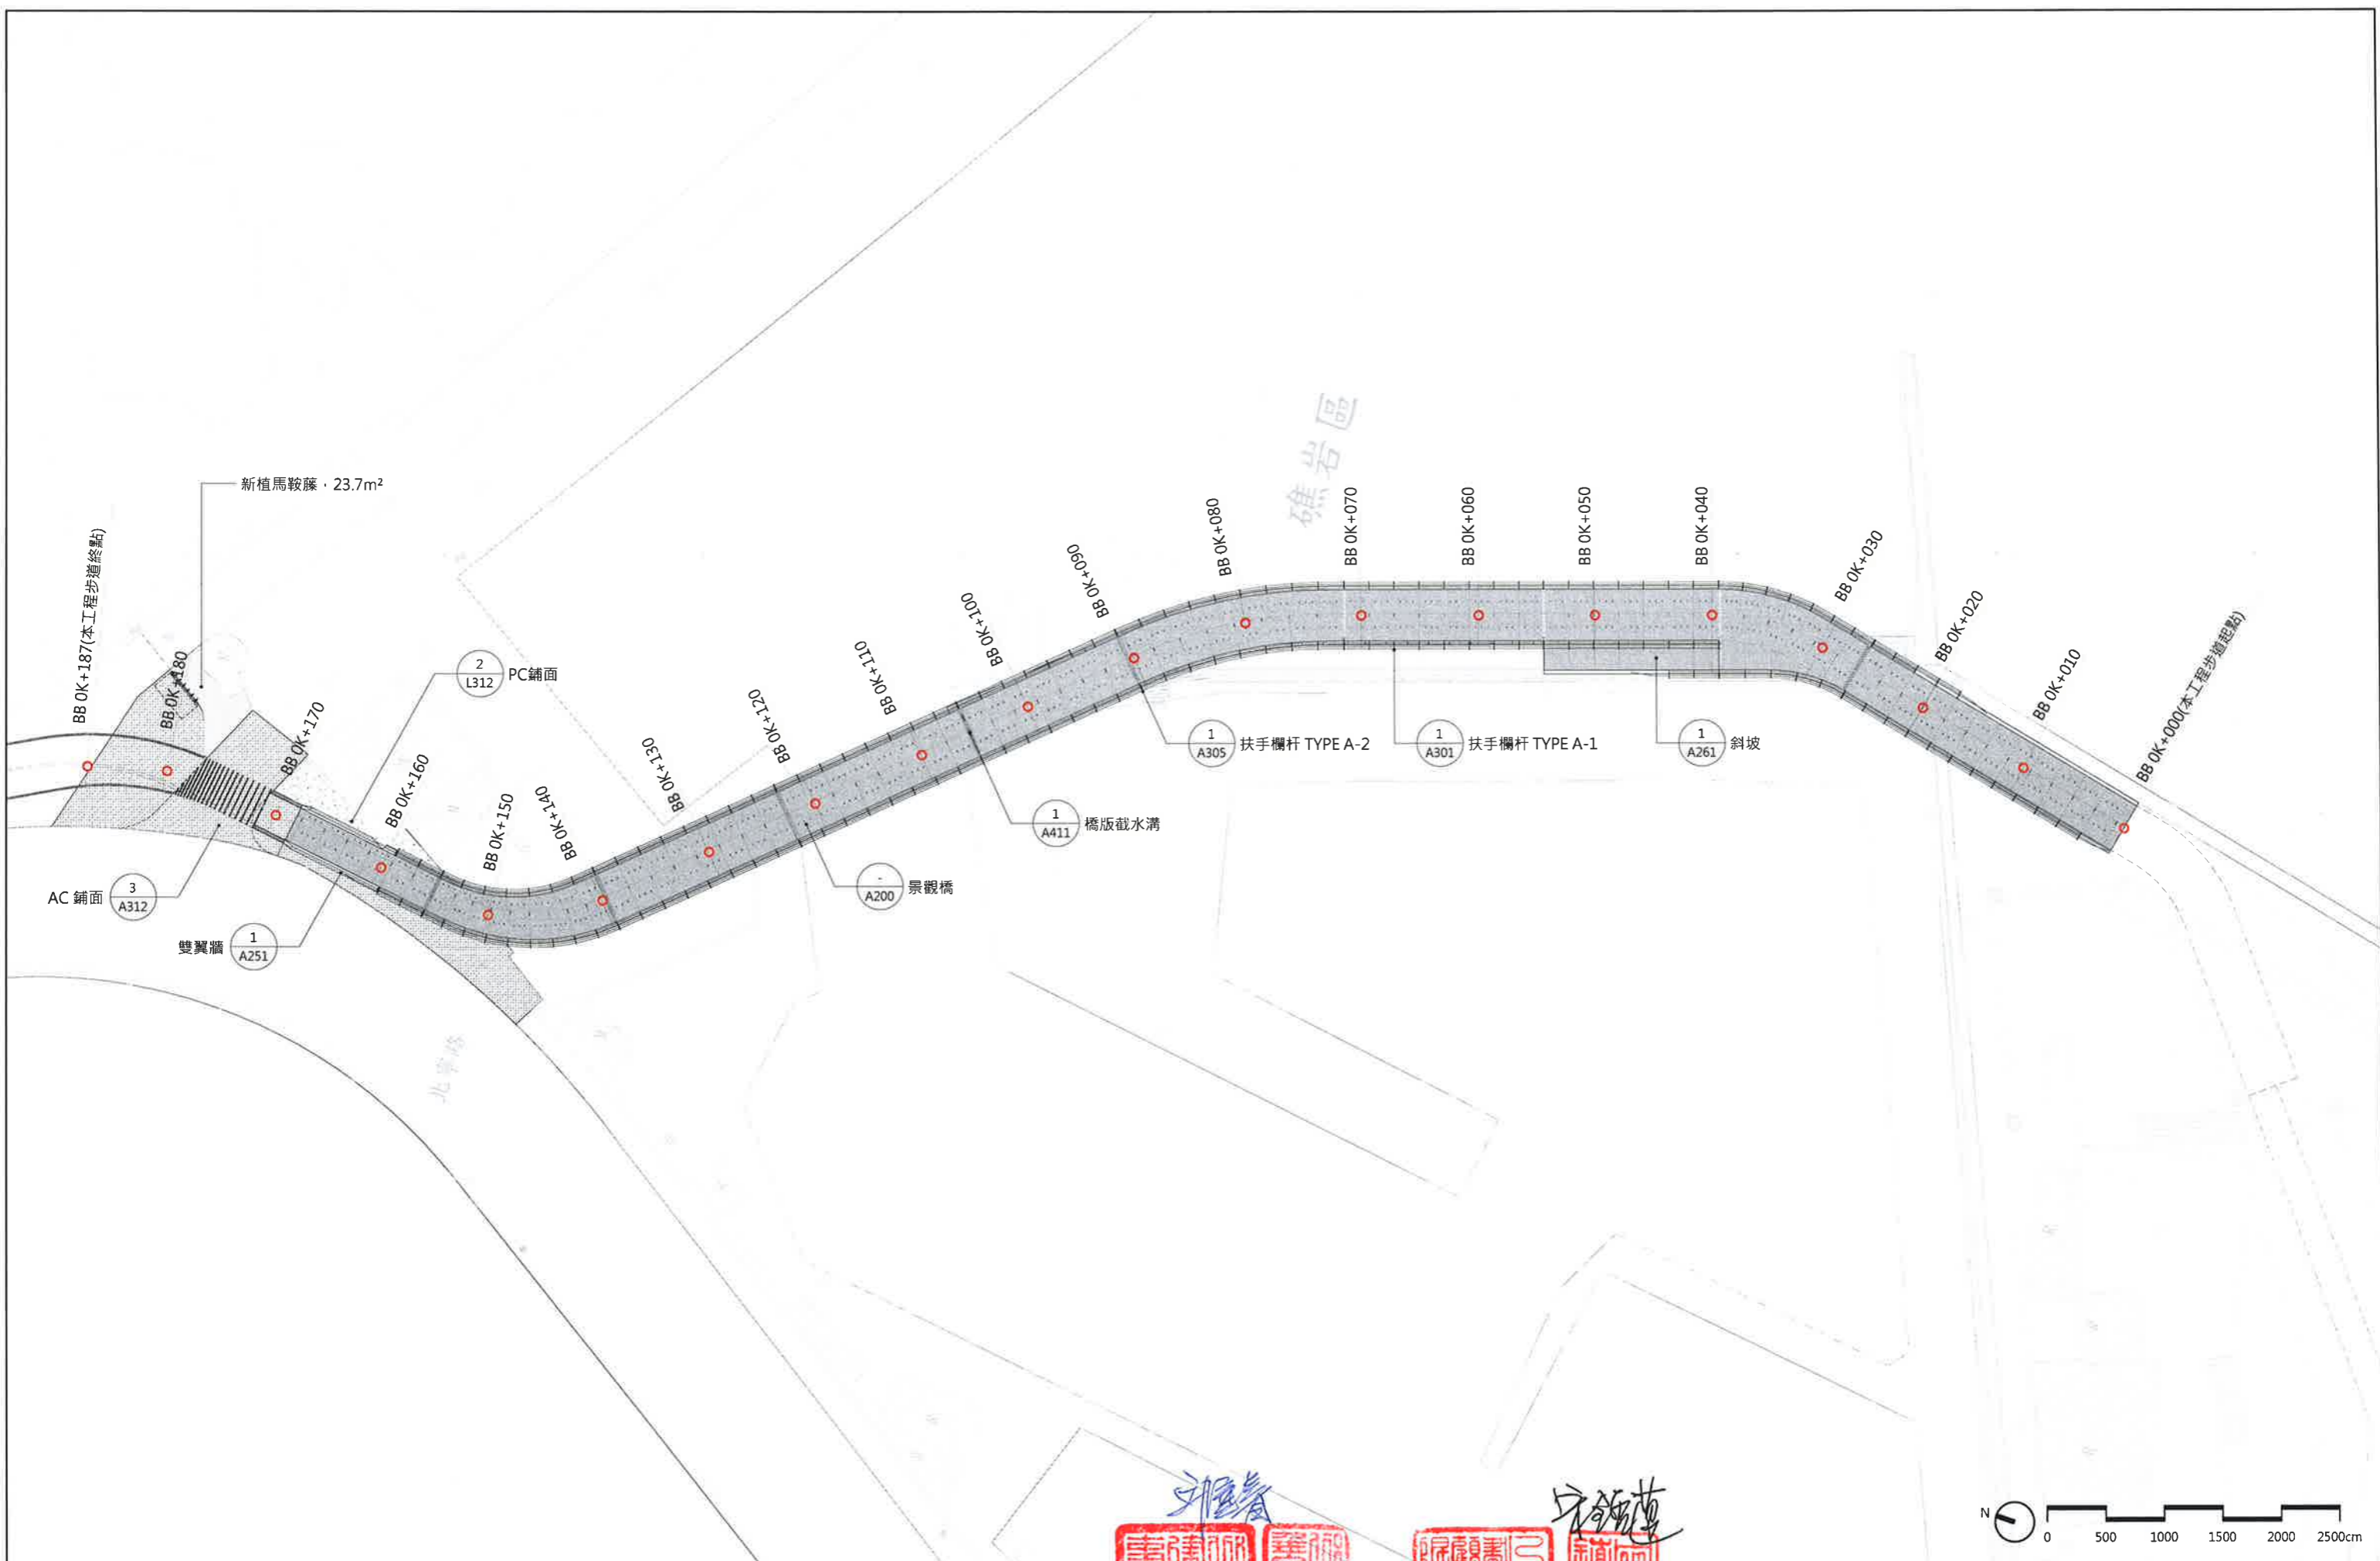 礁岩區
新植馬鞍藤，23.7m²
BB 0K+187(本工程步道終點)
BB 0K+180
BB 0K+170
BB 0K+160
BB 0K+150
BB 0K+140
BB 0K+130
BB 0K+120
BB 0K+110
BB 0K+100
BB 0K+090
BB 0K+080
BB 0K+070
BB 0K+060
BB 0K+050
BB 0K+040
BB 0K+030
BB 0K+020
BB 0K+010
BB 0K+000(本工程步道起點)
2
L312
PC鋪面
1
A305
扶手欄杆 TYPE A-2
1
A301
扶手欄杆 TYPE A-1
1
A261
斜坡
1
A411
橋版截水溝
-
A200
景觀橋
AC 鋪面
3
A312
雙翼牆
1
A251
北寧路
N
0 500 1000 1500 2000 2500cm